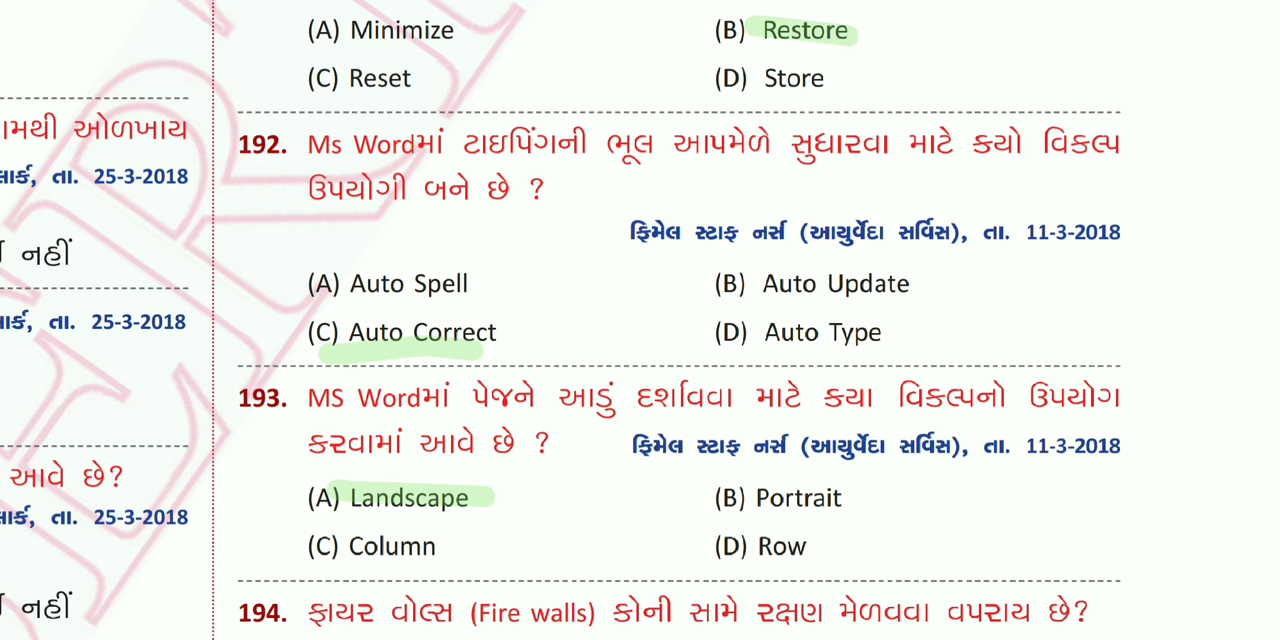 ામથી ઓળખાય
તા. 25-3-2018
નહીં
તા. 25-3-2018
આવે છે?
તા. 25-3-2018
નહીં
(A) Minimize (B) Restore
(C) Reset (D) Store
192. Ms Wordમાં ટાઇપિંગની ભૂલ આપમેળે સુધારવા માટે ક્યો વિકલ્પ
ઉપયોગી બને છે ?
ફિમેલ સ્ટાફ નર્સ (આયુર્વેદા સર્વિસ), તા. 11-3-2018
(A) Auto Spell (B) Auto Update
(C) Auto Correct (D) Auto Type
193. MS Wordમાં પેજને આડું દર્શાવવા માટે કયા વિકલ્પનો ઉપયોગ
કરવામાં આવે છે ? ફિમેલ સ્ટાફ નર્સ (આયુર્વેદા સર્વિસ), તા. 11-3-2018
(A) Landscape (B) Portrait
(C) Column (D) Row
194. ફાયર વોલ્સ (Fire walls) કોની સામે રક્ષણ મેળવવા વપરાય છે?